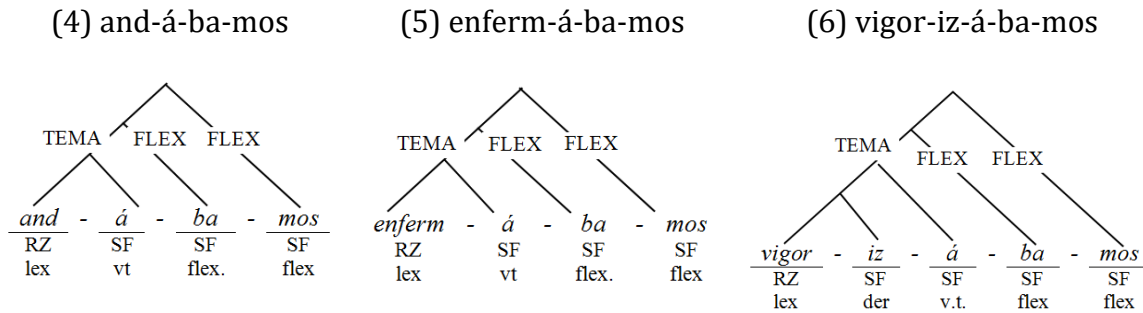 (4) and-á-ba-mos
(5) enferm-á-ba-mos
(6) vigor-iz-á-ba-mos
TEMA FLEX FLEX
and - á - ba - mos
RZ SF SF SF
lex vt flex. flex
TEMA FLEX FLEX
enferm - á - ba - mos
RZ SF SF SF
lex vt flex. flex
TEMA FLEX FLEX
vigor - iz - á - ba - mos
RZ SF SF SF SF
lex der v.t. flex flex